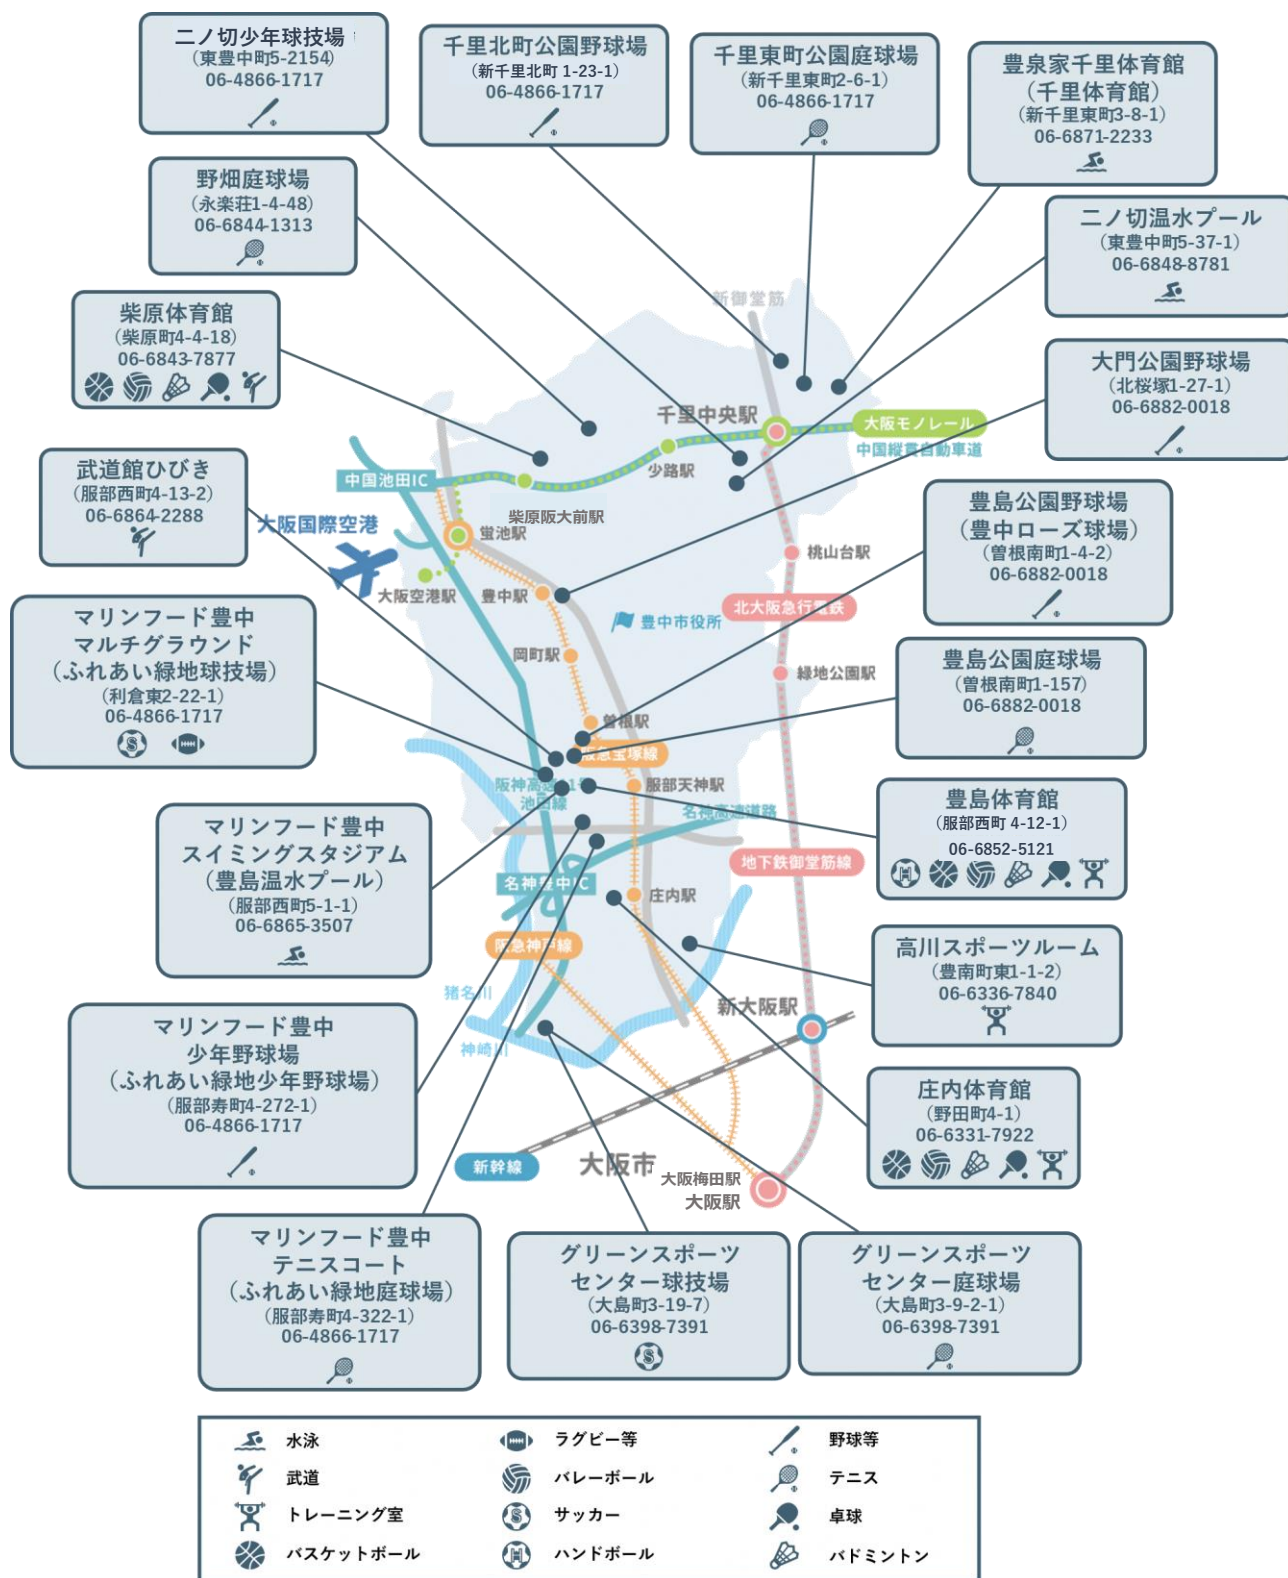 二ノ切少年球技場
(東豊中町5-2154)
06-4866-1717
千里北町公園野球場
(新千里北町 1-23-1)
06-4866-1717
千里東町公園庭球場
(新千里東町2-6-1)
06-4866-1717
豊泉家千里体育館
(千里体育館)
(新千里東町3-8-1)
06-6871-2233
野畑庭球場
(永楽荘1-4-48)
06-6844-1313
二ノ切温水プール
(東豊中町5-37-1)
06-6848-8781
柴原体育館
(柴原町4-4-18)
06-6843-7877
大門公園野球場
(北桜塚1-27-1)
06-6882-0018
武道館ひびき
(服部西町4-13-2)
06-6864-2288
豊島公園野球場
(豊中ローズ球場)
(曽根南町1-4-2)
06-6882-0018
マリンフード豊中
マルチグラウンド
(ふれあい緑地球技場)
(利倉東2-22-1)
06-4866-1717
豊島公園庭球場
(曽根南町1-157)
06-6882-0018
マリンフード豊中
スイミングスタジアム
(豊島温水プール)
(服部西町5-1-1)
06-6865-3507
豊島体育館
(服部西町 4-12-1)
06-6852-5121
高川スポーツルーム
(豊南町東1-1-2)
06-6336-7840
マリンフード豊中
少年野球場
(ふれあい緑地少年野球場)
(服部寿町4-272-1)
06-4866-1717
庄内体育館
(野田町4-1)
06-6331-7922
マリンフード豊中
テニスコート
(ふれあい緑地庭球場)
(服部寿町4-322-1)
06-4866-1717
グリーンスポーツ
センター球技場
(大島町3-19-7)
06-6398-7391
グリーンスポーツ
センター庭球場
(大島町3-9-2-1)
06-6398-7391
新御堂筋
千里中央駅
大阪モノレール
中国縦貫自動車道
少路駅
中国池田IC
柴原阪大前駅
大阪国際空港
蛍池駅
大阪空港駅
豊中駅
桃山台駅
北大阪急行電鉄
豊中市役所
岡町駅
緑地公園駅
曽根駅
阪急宝塚線
阪神高速11号
池田線
服部天神駅
名神高速道路
地下鉄御堂筋線
名神豊中IC
庄内駅
阪急神戸線
猪名川
神崎川
新大阪駅
新幹線
大阪市
大阪梅田駅
大阪駅
水泳
ラグビー等
野球等
武道
バレーボール
テニス
トレーニング室
サッカー
卓球
バスケットボール
ハンドボール
バドミントン